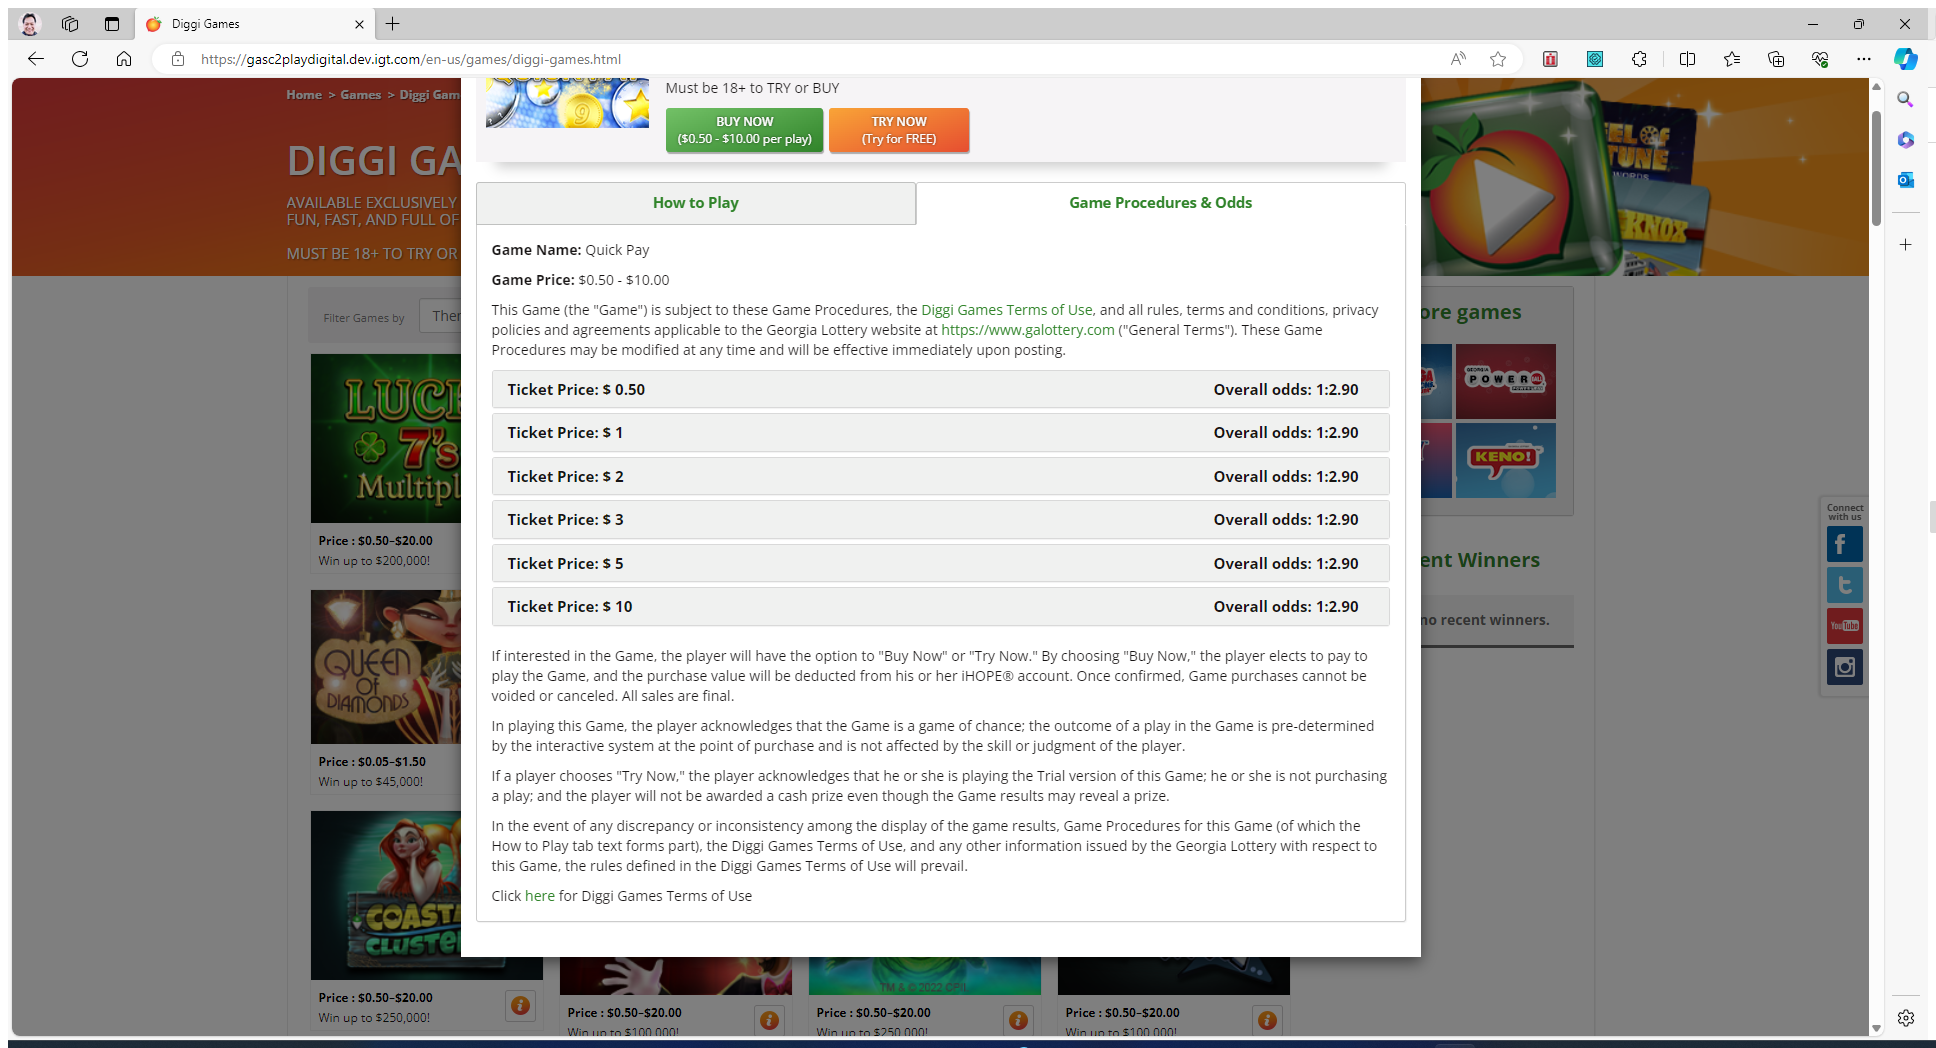 Diggi Games
https://gasc2playdigital.dev.igt.com/en-us/games/diggi-games.html
Home > Games > Diggi Gam
DIGGI GA
AVAILABLE EXCLUSIVELY
FUN, FAST, AND FULL OF
MUST BE 18+ TO TRY OR
Must be 18+ to TRY or BUY
BUY NOW
($0.50 - $10.00 per play)
TRY NOW
(Try for FREE)
How to Play
Game Procedures & Odds
Game Name: Quick Pay
Game Price: $0.50 - $10.00
This Game (the "Game") is subject to these Game Procedures, the Diggi Games Terms of Use, and all rules, terms and conditions, privacy
policies and agreements applicable to the Georgia Lottery website at https://www.galottery.com ("General Terms"). These Game
Procedures may be modified at any time and will be effective immediately upon posting.
Ticket Price: $ 0.50 Overall odds: 1:2.90
Ticket Price: $ 1 Overall odds: 1:2.90
Ticket Price: $ 2 Overall odds: 1:2.90
Ticket Price: $ 3 Overall odds: 1:2.90
Ticket Price: $ 5 Overall odds: 1:2.90
Ticket Price: $ 10 Overall odds: 1:2.90
If interested in the Game, the player will have the option to "Buy Now" or "Try Now." By choosing "Buy Now," the player elects to pay to
play the Game, and the purchase value will be deducted from his or her iHOPE® account. Once confirmed, Game purchases cannot be
voided or canceled. All sales are final.
In playing this Game, the player acknowledges that the Game is a game of chance; the outcome of a play in the Game is pre-determined
by the interactive system at the point of purchase and is not affected by the skill or judgment of the player.
If a player chooses "Try Now," the player acknowledges that he or she is playing the Trial version of this Game; he or she is not purchasing
a play; and the player will not be awarded a cash prize even though the Game results may reveal a prize.
In the event of any discrepancy or inconsistency among the display of the game results, Game Procedures for this Game (of which the
How to Play tab text forms part), the Diggi Games Terms of Use, and any other information issued by the Georgia Lottery with respect to
this Game, the rules defined in the Diggi Games Terms of Use will prevail.
Click here for Diggi Games Terms of Use
Filter Games by
Ther
LUC
7's
Multipl
Price : $0.50–$20.00
Win up to $200,000!
QUEEN
OF
DIAMONDS
Price : $0.05–$1.50
Win up to $45,000!
COASTA
CLUSTE
Price : $0.50–$20.00
Win up to $250,000!
Price : $0.50–$20.00
Win up to $100,000!
TM & © 2022 CPII
Price : $0.50–$20.00
Win up to $250,000!
Price : $0.50–$20.00
Win up to $100,000!
EL OF
TUNE
WORDS
KNOX
ore games
GEORGIA
POWERBALL
KENO!
ent Winners
no recent winners.
Connect
with us
YouTube